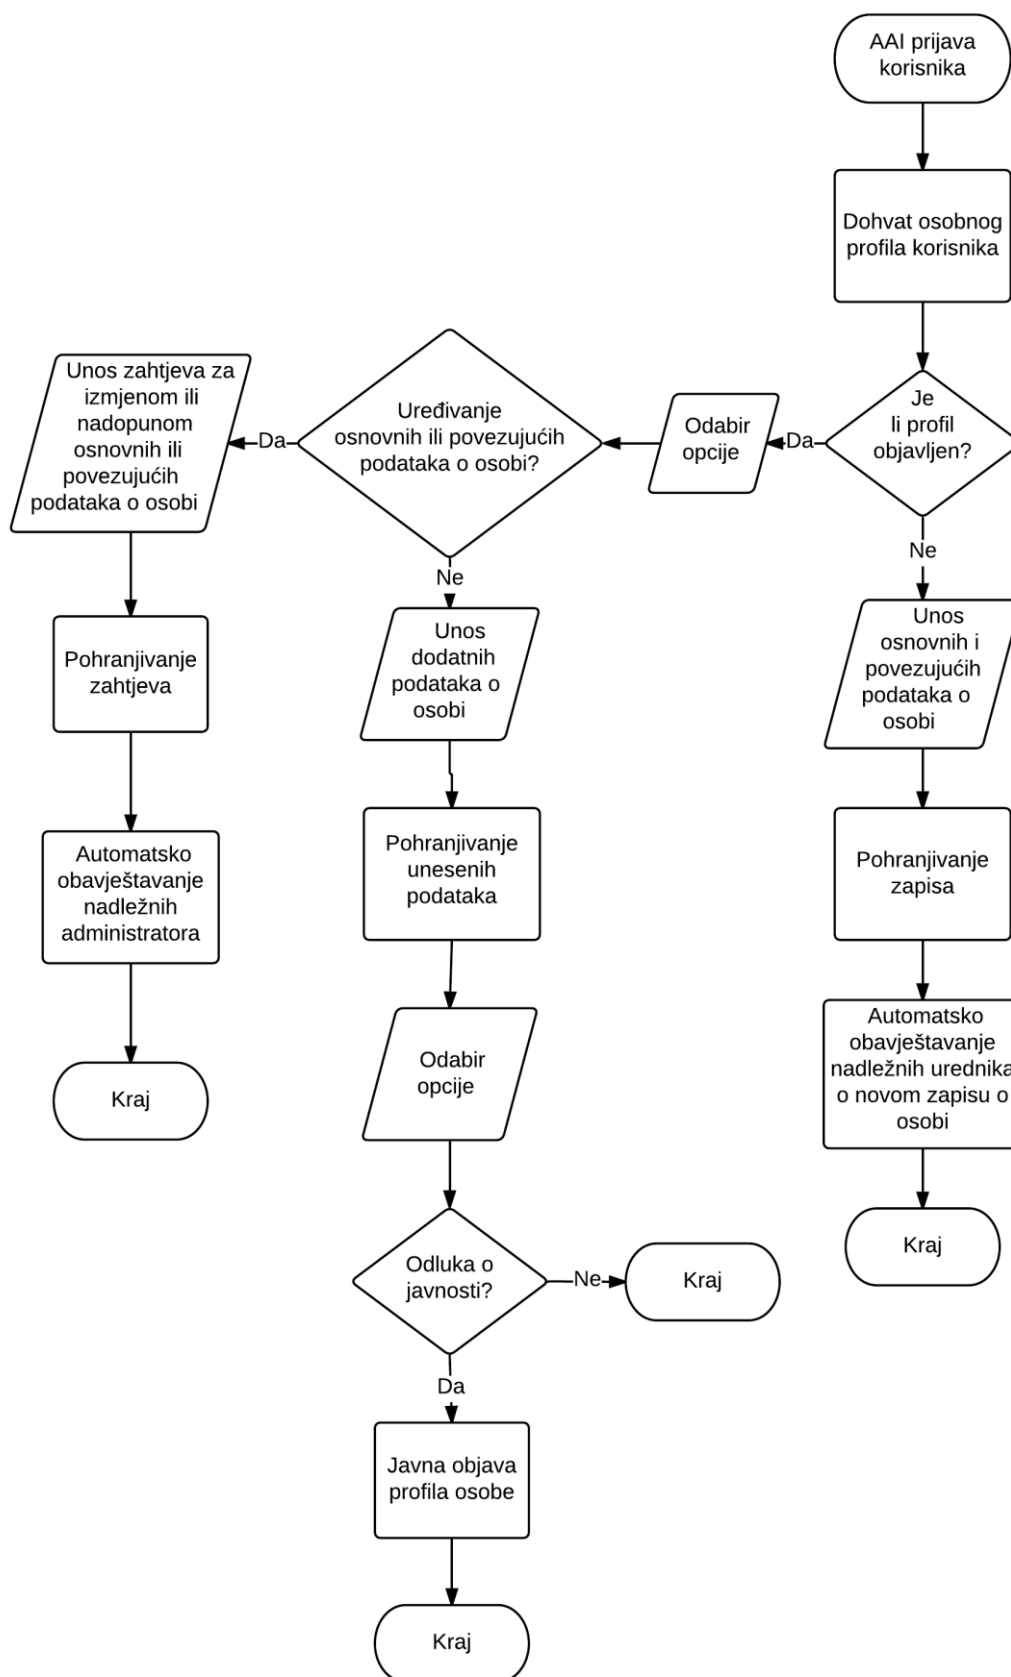 AAI prijava
korisnika
Dohvat osobnog
profila korisnika
Je
li profil
objavljen?
Da
Odabir
opcije
Uređivanje
osnovnih ili povezujućih
podataka o osobi?
Da
Unos zahtjeva za
izmjenom ili
nadopunom
osnovnih ili
povezujućih
podataka o osobi
Pohranjivanje
zahtjeva
Automatsko
obavještavanje
nadležnih
administratora
Kraj
Ne
Unos
dodatnih
podataka o
osobi
Pohranjivanje
unesenih
podataka
Odabir
opcije
Odluka o
javnosti?
Ne
Kraj
Da
Javna objava
profila osobe
Kraj
Ne
Unos
osnovnih i
povezujućih
podataka o
osobi
Pohranjivanje
zapisa
Automatsko
obavještavanje
nadležnih urednika
o novom zapisu o
osobi
Kraj